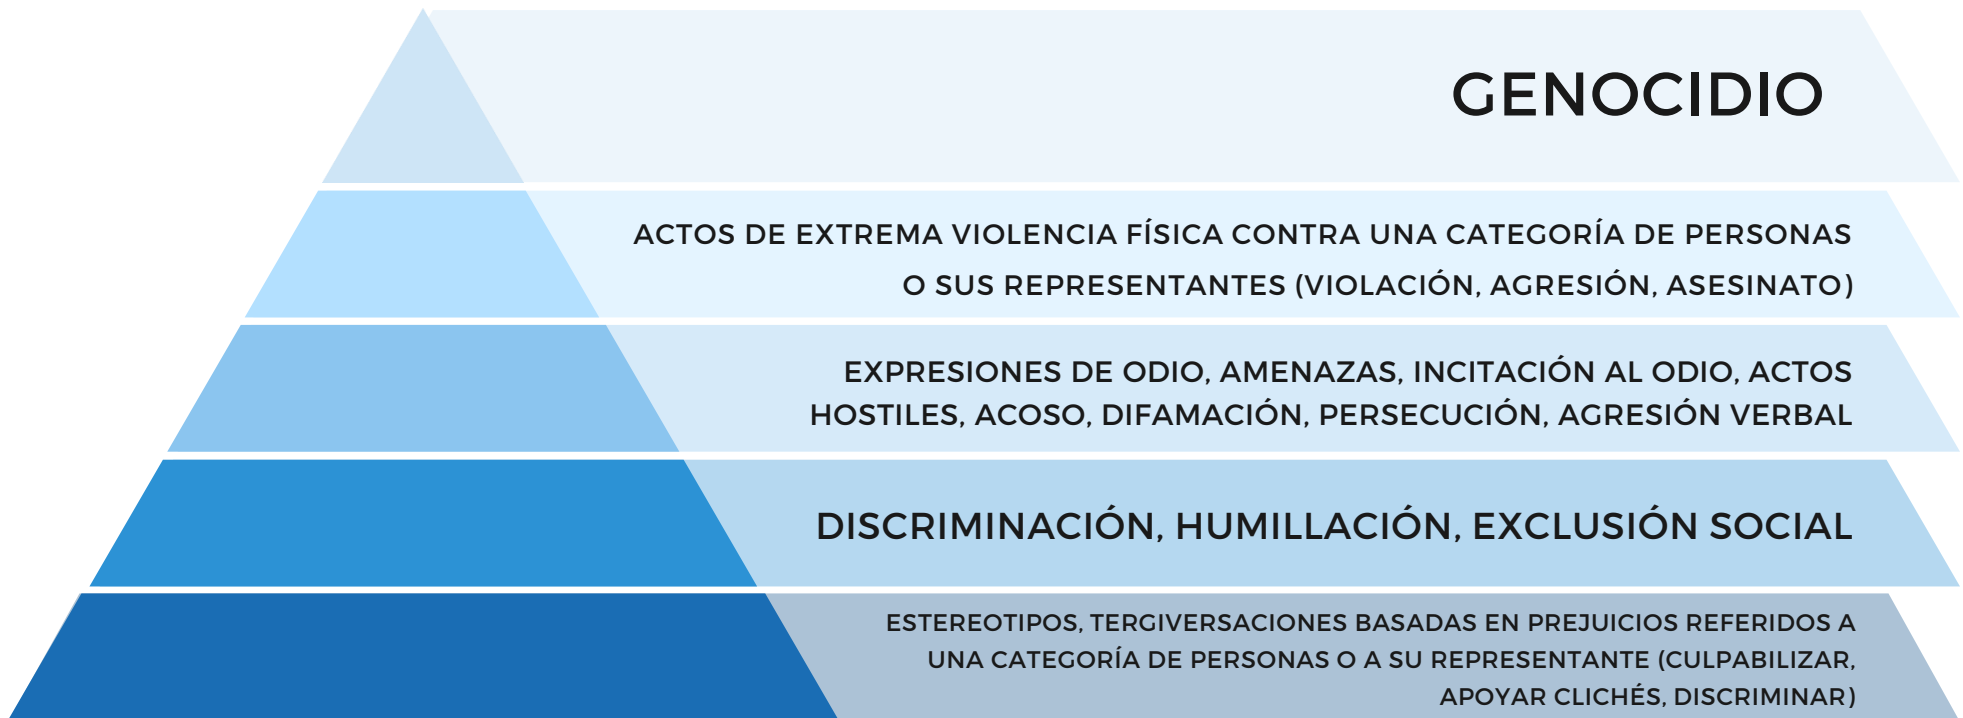 GENOCIDIO
ACTOS DE EXTREMA VIOLENCIA FÍSICA CONTRA UNA CATEGORÍA DE PERSONAS
O SUS REPRESENTANTES (VIOLACIÓN, AGRESIÓN, ASESINATO)
EXPRESIONES DE ODIO, AMENAZAS, INCITACIÓN AL ODIO, ACTOS
HOSTILES, ACOSO, DIFAMACIÓN, PERSECUCIÓN, AGRESIÓN VERBAL
DISCRIMINACIÓN, HUMILLACIÓN, EXCLUSIÓN SOCIAL
ESTEREOTIPOS, TERGIVERSACIONES BASADAS EN PREJUICIOS REFERIDOS A
UNA CATEGORÍA DE PERSONAS O A SU REPRESENTANTE (CULPABILIZAR,
APOYAR CLICHÉS, DISCRIMINAR)